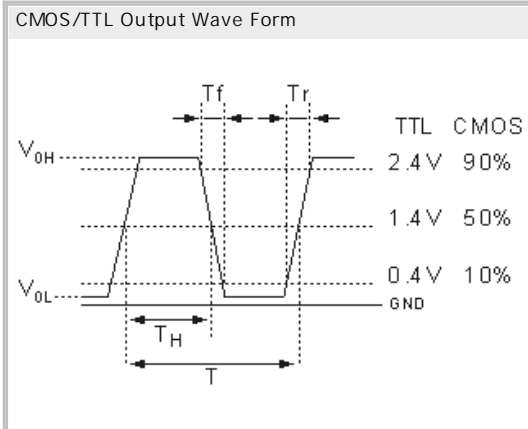 CMOS/TTL Output Wave Form
Tf Tr
TTL CMOS
V0H 2.4V 90%
1.4V 50%
0.4V 10%
V0L GND
TH
T